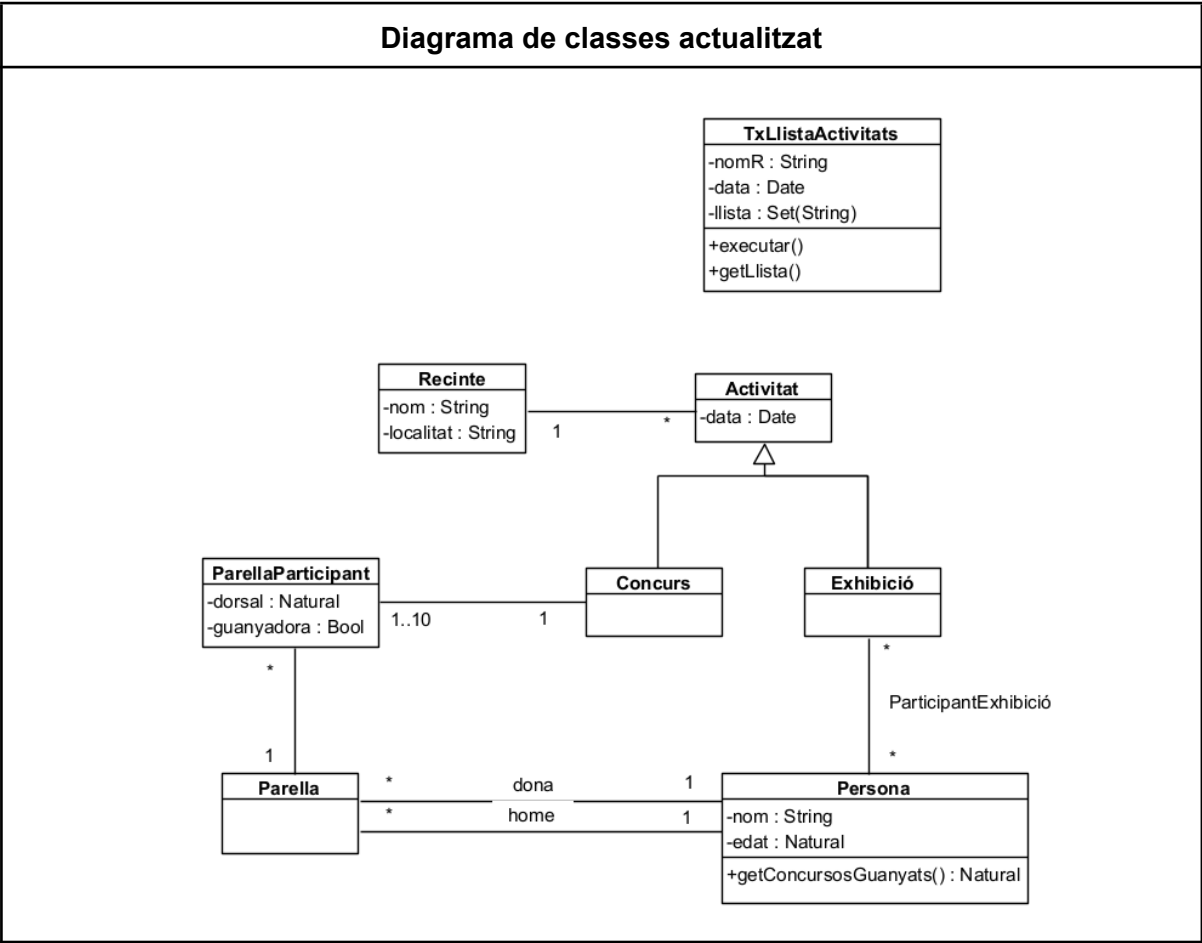 Diagrama de classes actualitzat
TxLlistaActivitats
-nomR : String
-data : Date
-llista : Set(String)
+executar()
+getLlista()
Recinte
-nom : String
-localitat : String
1
*
Activitat
-data : Date
ParellaParticipant
-dorsal : Natural
-guanyadora : Bool
1..10
1
Concurs
Exhibició
*
ParticipantExhibició
*
*
1
Parella
*
dona
1
*
home
1
Persona
-nom : String
-edat : Natural
+getConcursosGuanyats() : Natural